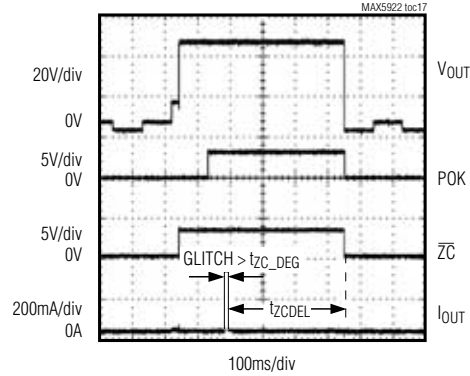 MAX5922 toc17
20V/div
0V
V_OUT
5V/div
0V
POK
5V/div
0V
Z̅C̅
GLITCH > t_ZC_DEG
t_ZCDEL
200mA/div
0A
I_OUT
100ms/div